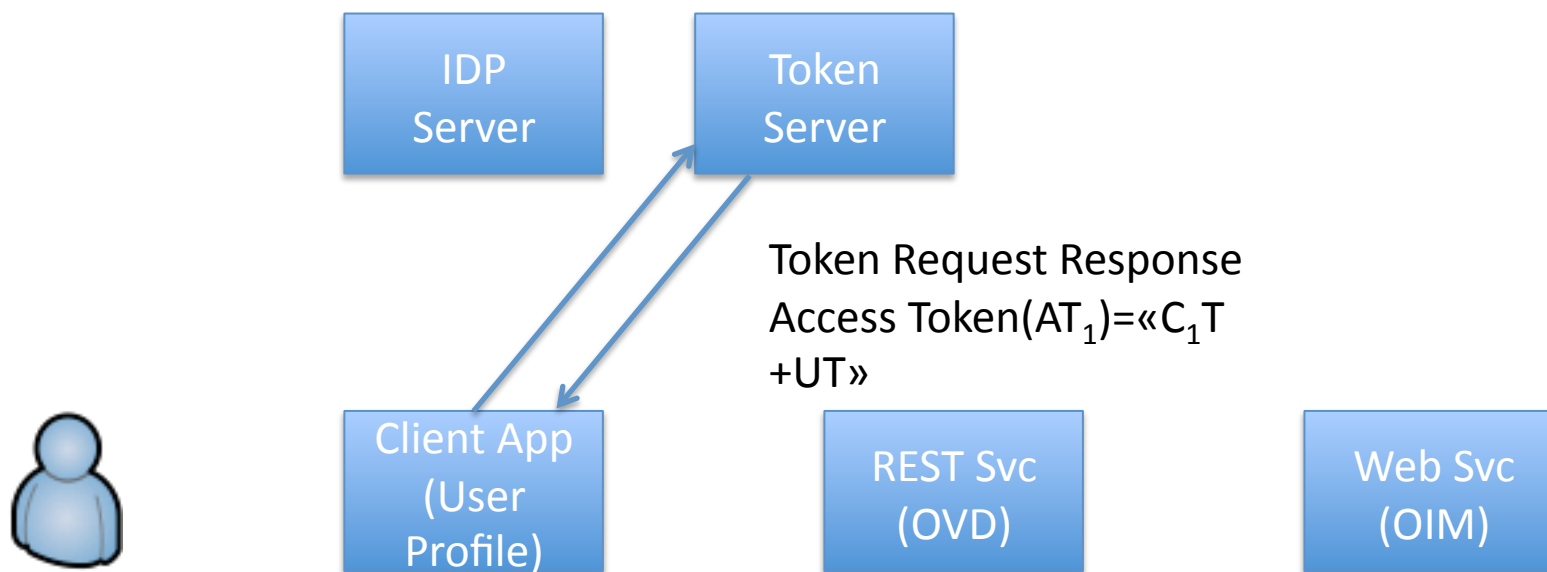 IDP
Server
Token
Server
Token Request Response
Access Token(AT₁)=«C₁T
+UT»
Client App
(User
Profile)
REST Svc
(OVD)
Web Svc
(OIM)